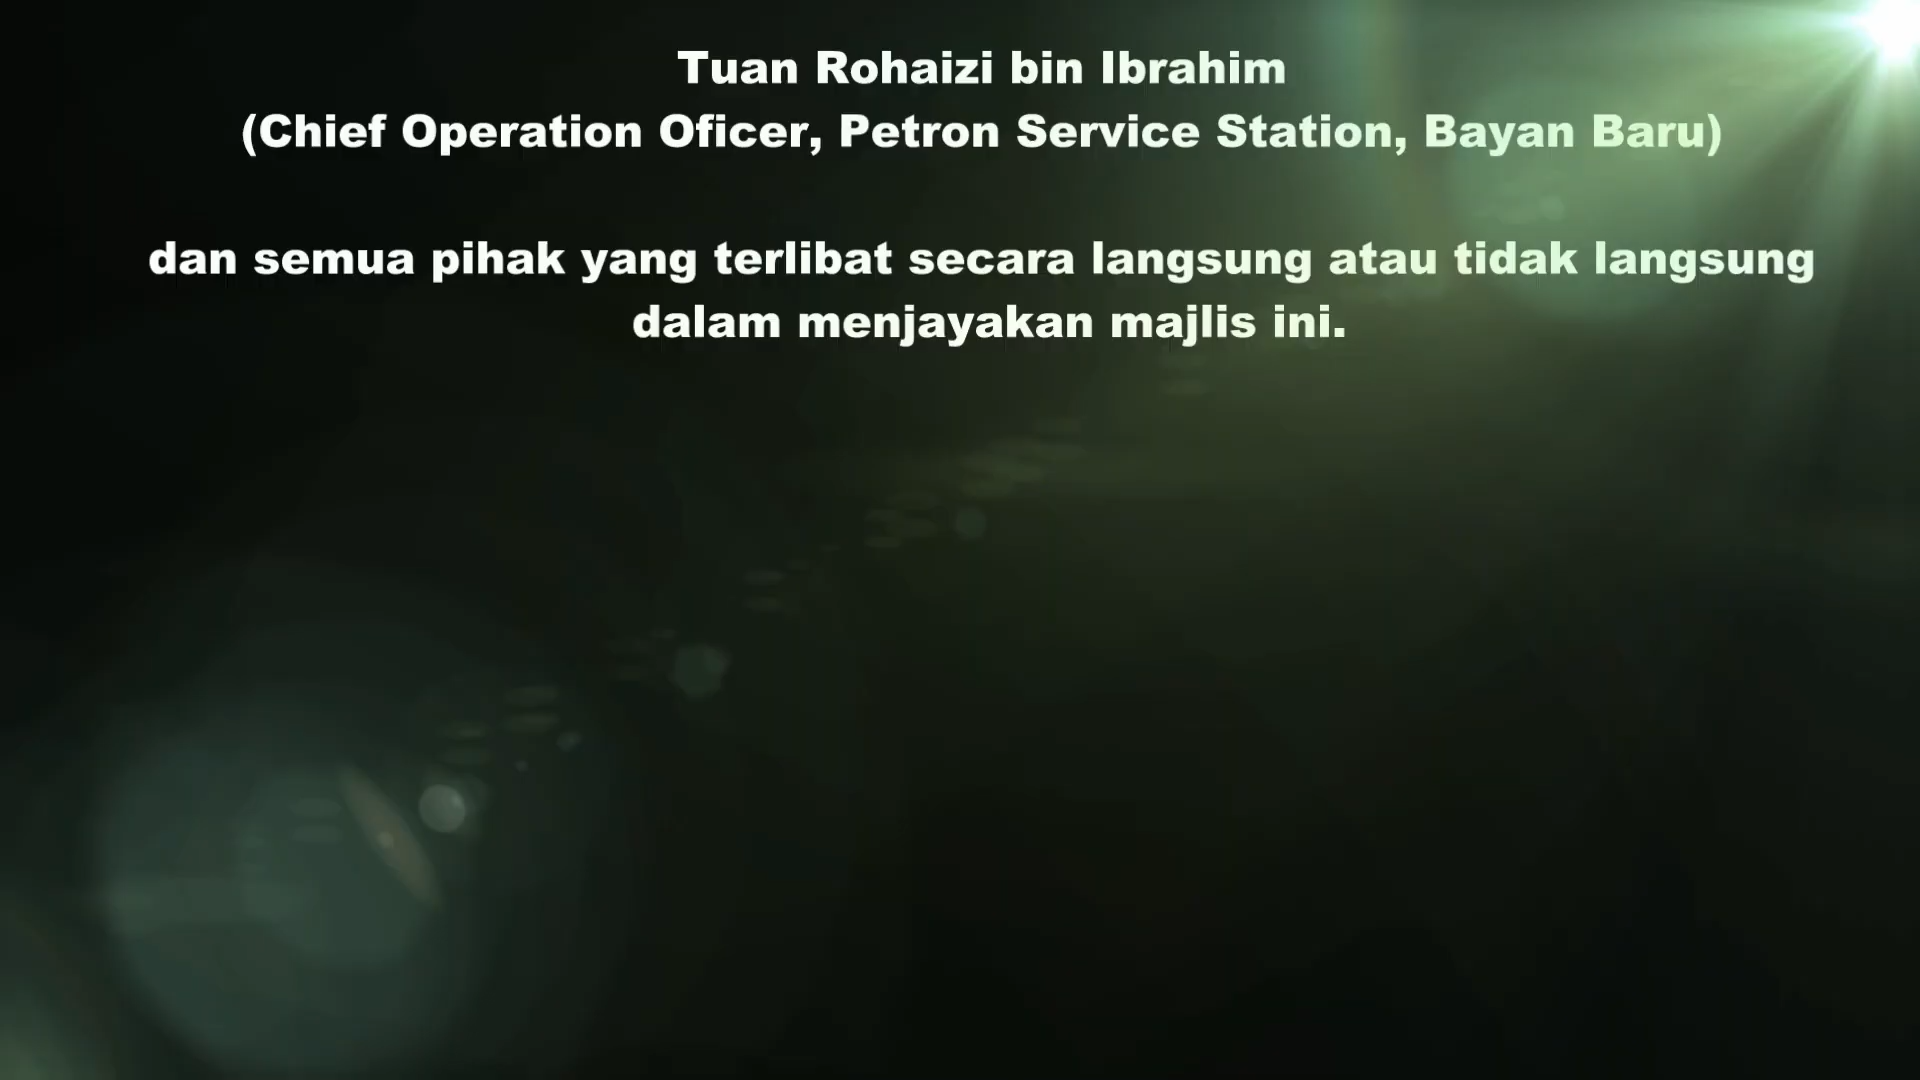 Tuan Rohaizi bin Ibrahim
(Chief Operation Oficer, Petron Service Station, Bayan Baru)
dan semua pihak yang terlibat secara langsung atau tidak langsung
dalam menjayakan majlis ini.